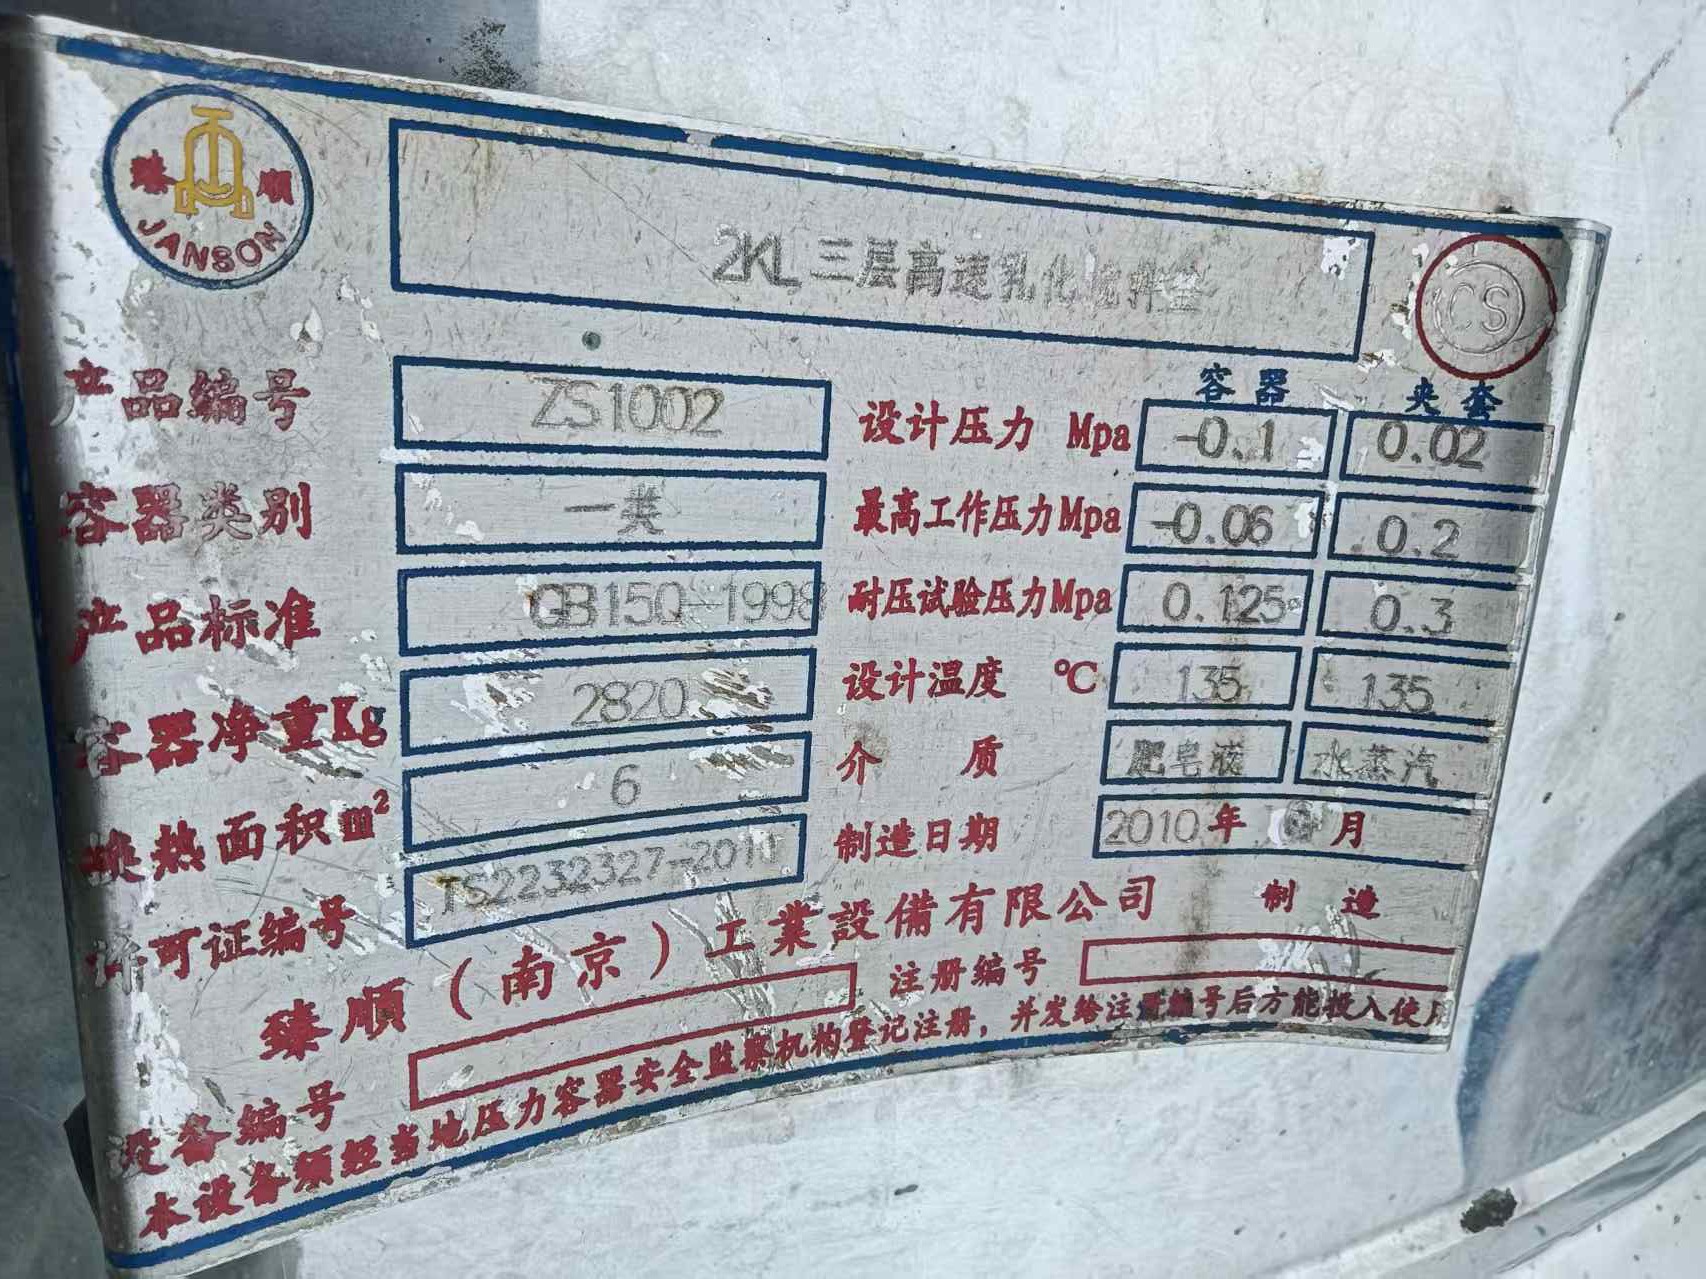 臻 順
JANSON
2KL三层高速乳化搅拌釜
CS
产品编号 ZS1002
容器类别 一类
产品标准 GB150-1998
容器净重Kg 2820
换热面积m² 6
许可证编号 TS2232327-2011
容器 夹套
设计压力 Mpa -0.1 0.02
最高工作压力Mpa -0.06 0.2
耐压试验压力Mpa 0.125 0.3
设计温度 ℃ 135 135
介 质 肥皂液 水蒸汽
制造日期 2010年 月
臻順(南京)工業設備有限公司 制 造
设备编号 注册编号
本设备须经当地压力容器安全监察机构登记注册，并发给注册编号后方能投入使用